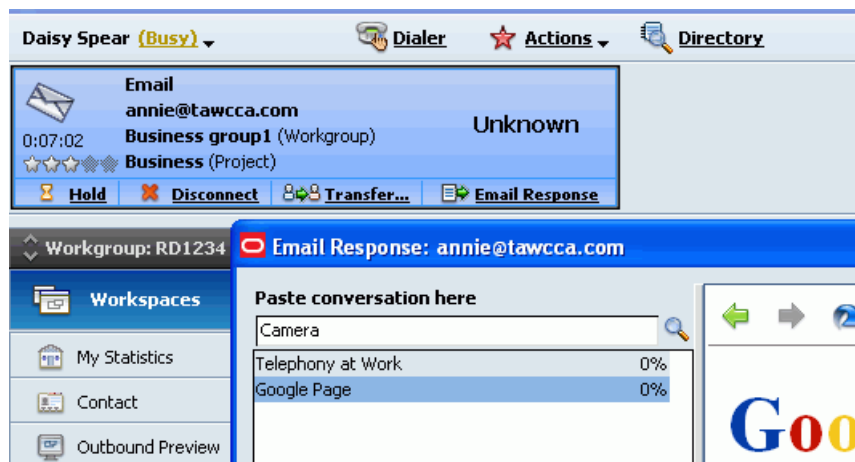 Daisy Spear (Busy) Dialer Actions Directory
Email
annie@tawcca.com
Unknown
0:07:02 Business group1 (Workgroup)
Business (Project)
Hold Disconnect Transfer... Email Response
Workgroup: RD1234 Email Response: annie@tawcca.com
Workspaces
Paste conversation here
Camera
My Statistics
Telephony at Work 0%
Google Page 0%
Contact
Outbound Preview
Goo